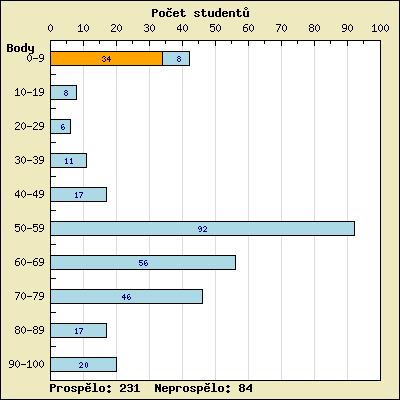 Počet studentů
0 10 20 30 40 50 60 70 80 90 100
Body
0-9 34 8
10-19 8
20-29 6
30-39 11
40-49 17
50-59 92
60-69 56
70-79 46
80-89 17
90-100 20
Prospělo: 231 Neprospělo: 84